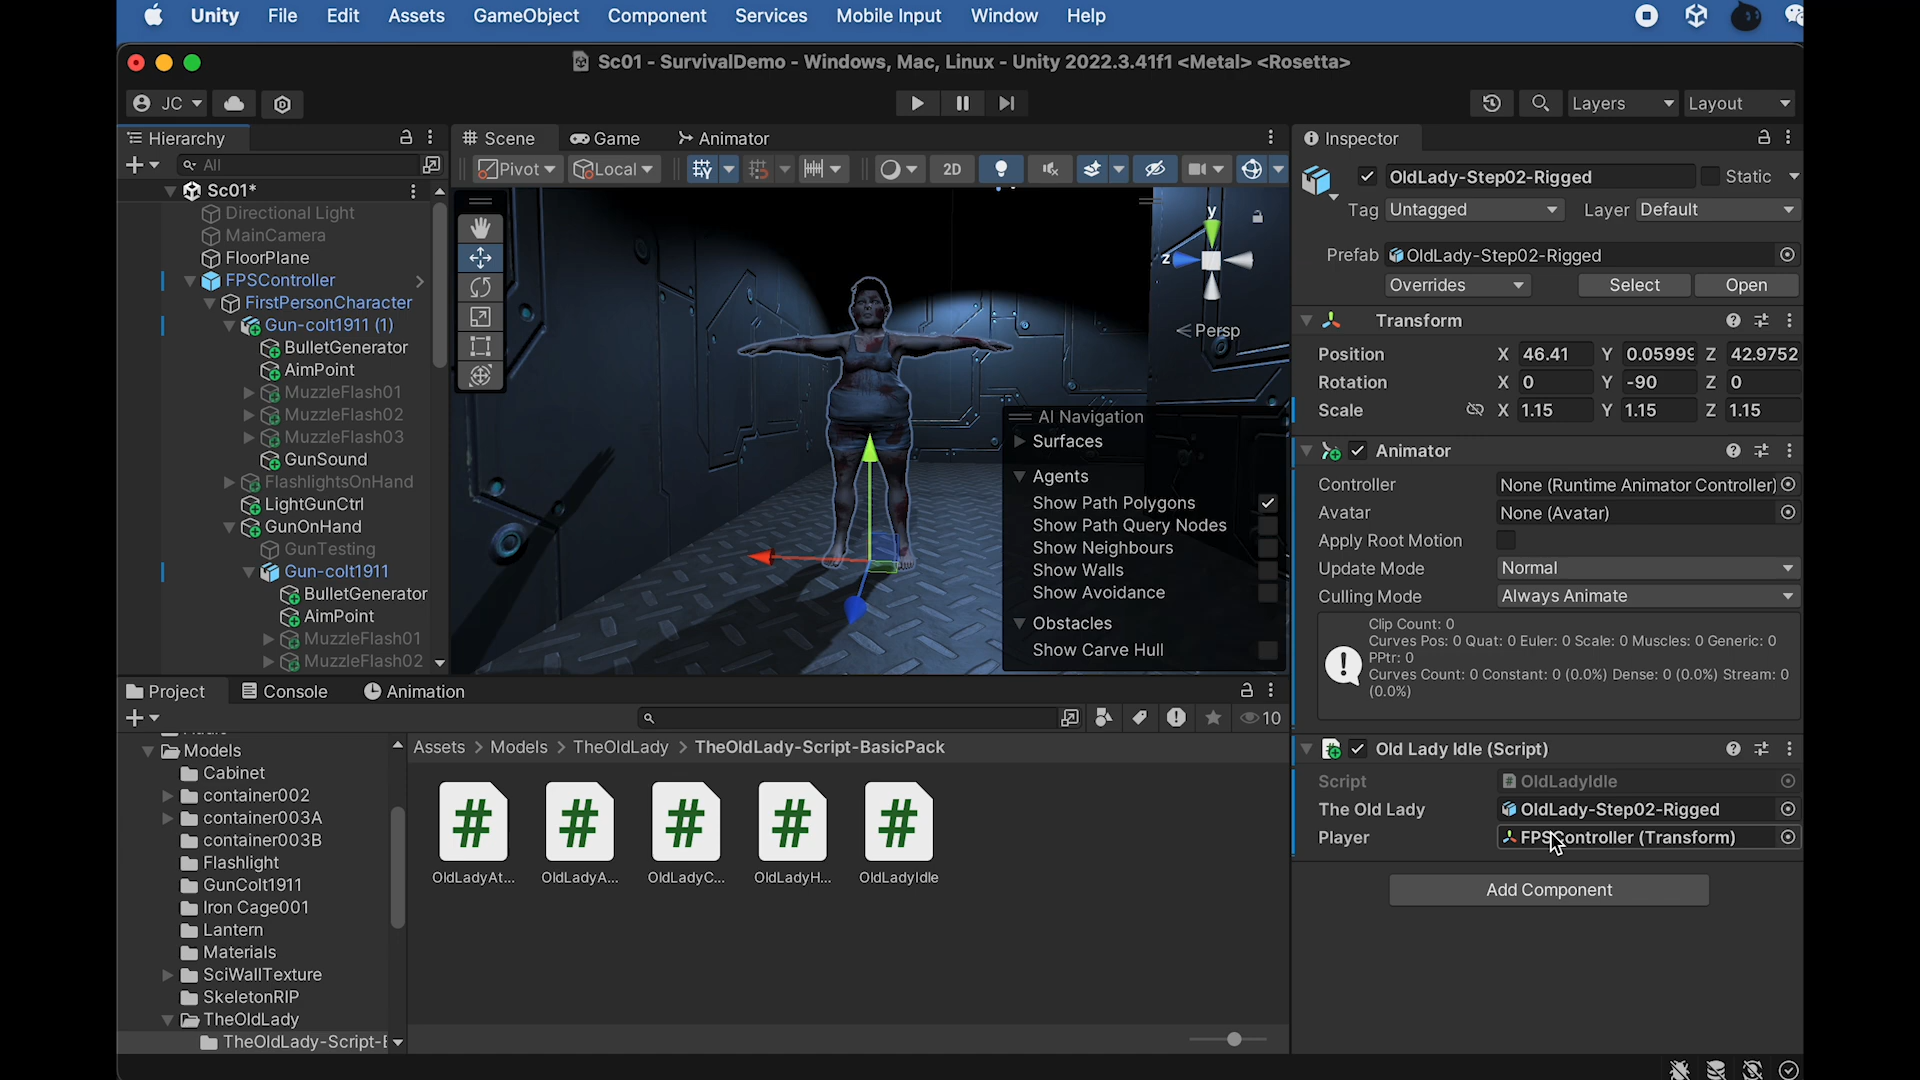 Unity File Edit Assets GameObject Component Services Mobile Input Window Help
Sc01 - SurvivalDemo - Windows, Mac, Linux - Unity 2022.3.41f1 <Metal> <Rosetta>
JC
Layers
Layout
Hierarchy
All
Sc01*
Directional Light
MainCamera
FloorPlane
FPSController
FirstPersonCharacter
Gun-colt1911 (1)
BulletGenerator
AimPoint
MuzzleFlash01
MuzzleFlash02
MuzzleFlash03
GunSound
FlashlightsOnHand
LightGunCtrl
GunOnHand
GunTesting
Gun-colt1911
BulletGenerator
AimPoint
MuzzleFlash01
MuzzleFlash02
Scene
Game
Animator
Pivot
Local
2D
y
z
Persp
AI Navigation
Surfaces
Agents
Show Path Polygons
Show Path Query Nodes
Show Neighbours
Show Walls
Show Avoidance
Obstacles
Show Carve Hull
Inspector
OldLady-Step02-Rigged
Static
Tag Untagged
Layer Default
Prefab OldLady-Step02-Rigged
Overrides
Select
Open
Transform
Position X 46.41 Y 0.05999 Z 42.9752
Rotation X 0 Y -90 Z 0
Scale X 1.15 Y 1.15 Z 1.15
Animator
Controller None (Runtime Animator Controller)
Avatar None (Avatar)
Apply Root Motion
Update Mode Normal
Culling Mode Always Animate
Clip Count: 0
Curves Pos: 0 Quat: 0 Euler: 0 Scale: 0 Muscles: 0 Generic: 0
PPtr: 0
Curves Count: 0 Constant: 0 (0.0%) Dense: 0 (0.0%) Stream: 0
(0.0%)
Old Lady Idle (Script)
Script OldLadyIdle
The Old Lady OldLady-Step02-Rigged
Player FPSController (Transform)
Add Component
Project
Console
Animation
10
Models
Cabinet
container002
container003A
container003B
Flashlight
GunColt1911
Iron Cage001
Lantern
Materials
SciWallTexture
SkeletonRIP
TheOldLady
TheOldLady-Script-E
Assets > Models > TheOldLady > TheOldLady-Script-BasicPack
OldLadyAt...
OldLadyA...
OldLadyC...
OldLadyH...
OldLadyIdle